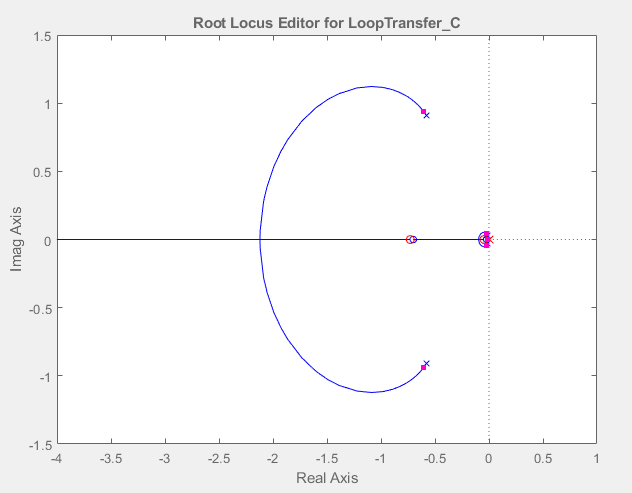 Root Locus Editor for LoopTransfer_C
1.5
1
0.5
0
-0.5
-1
-1.5
Imag Axis
-4 -3.5 -3 -2.5 -2 -1.5 -1 -0.5 0 0.5 1
Real Axis